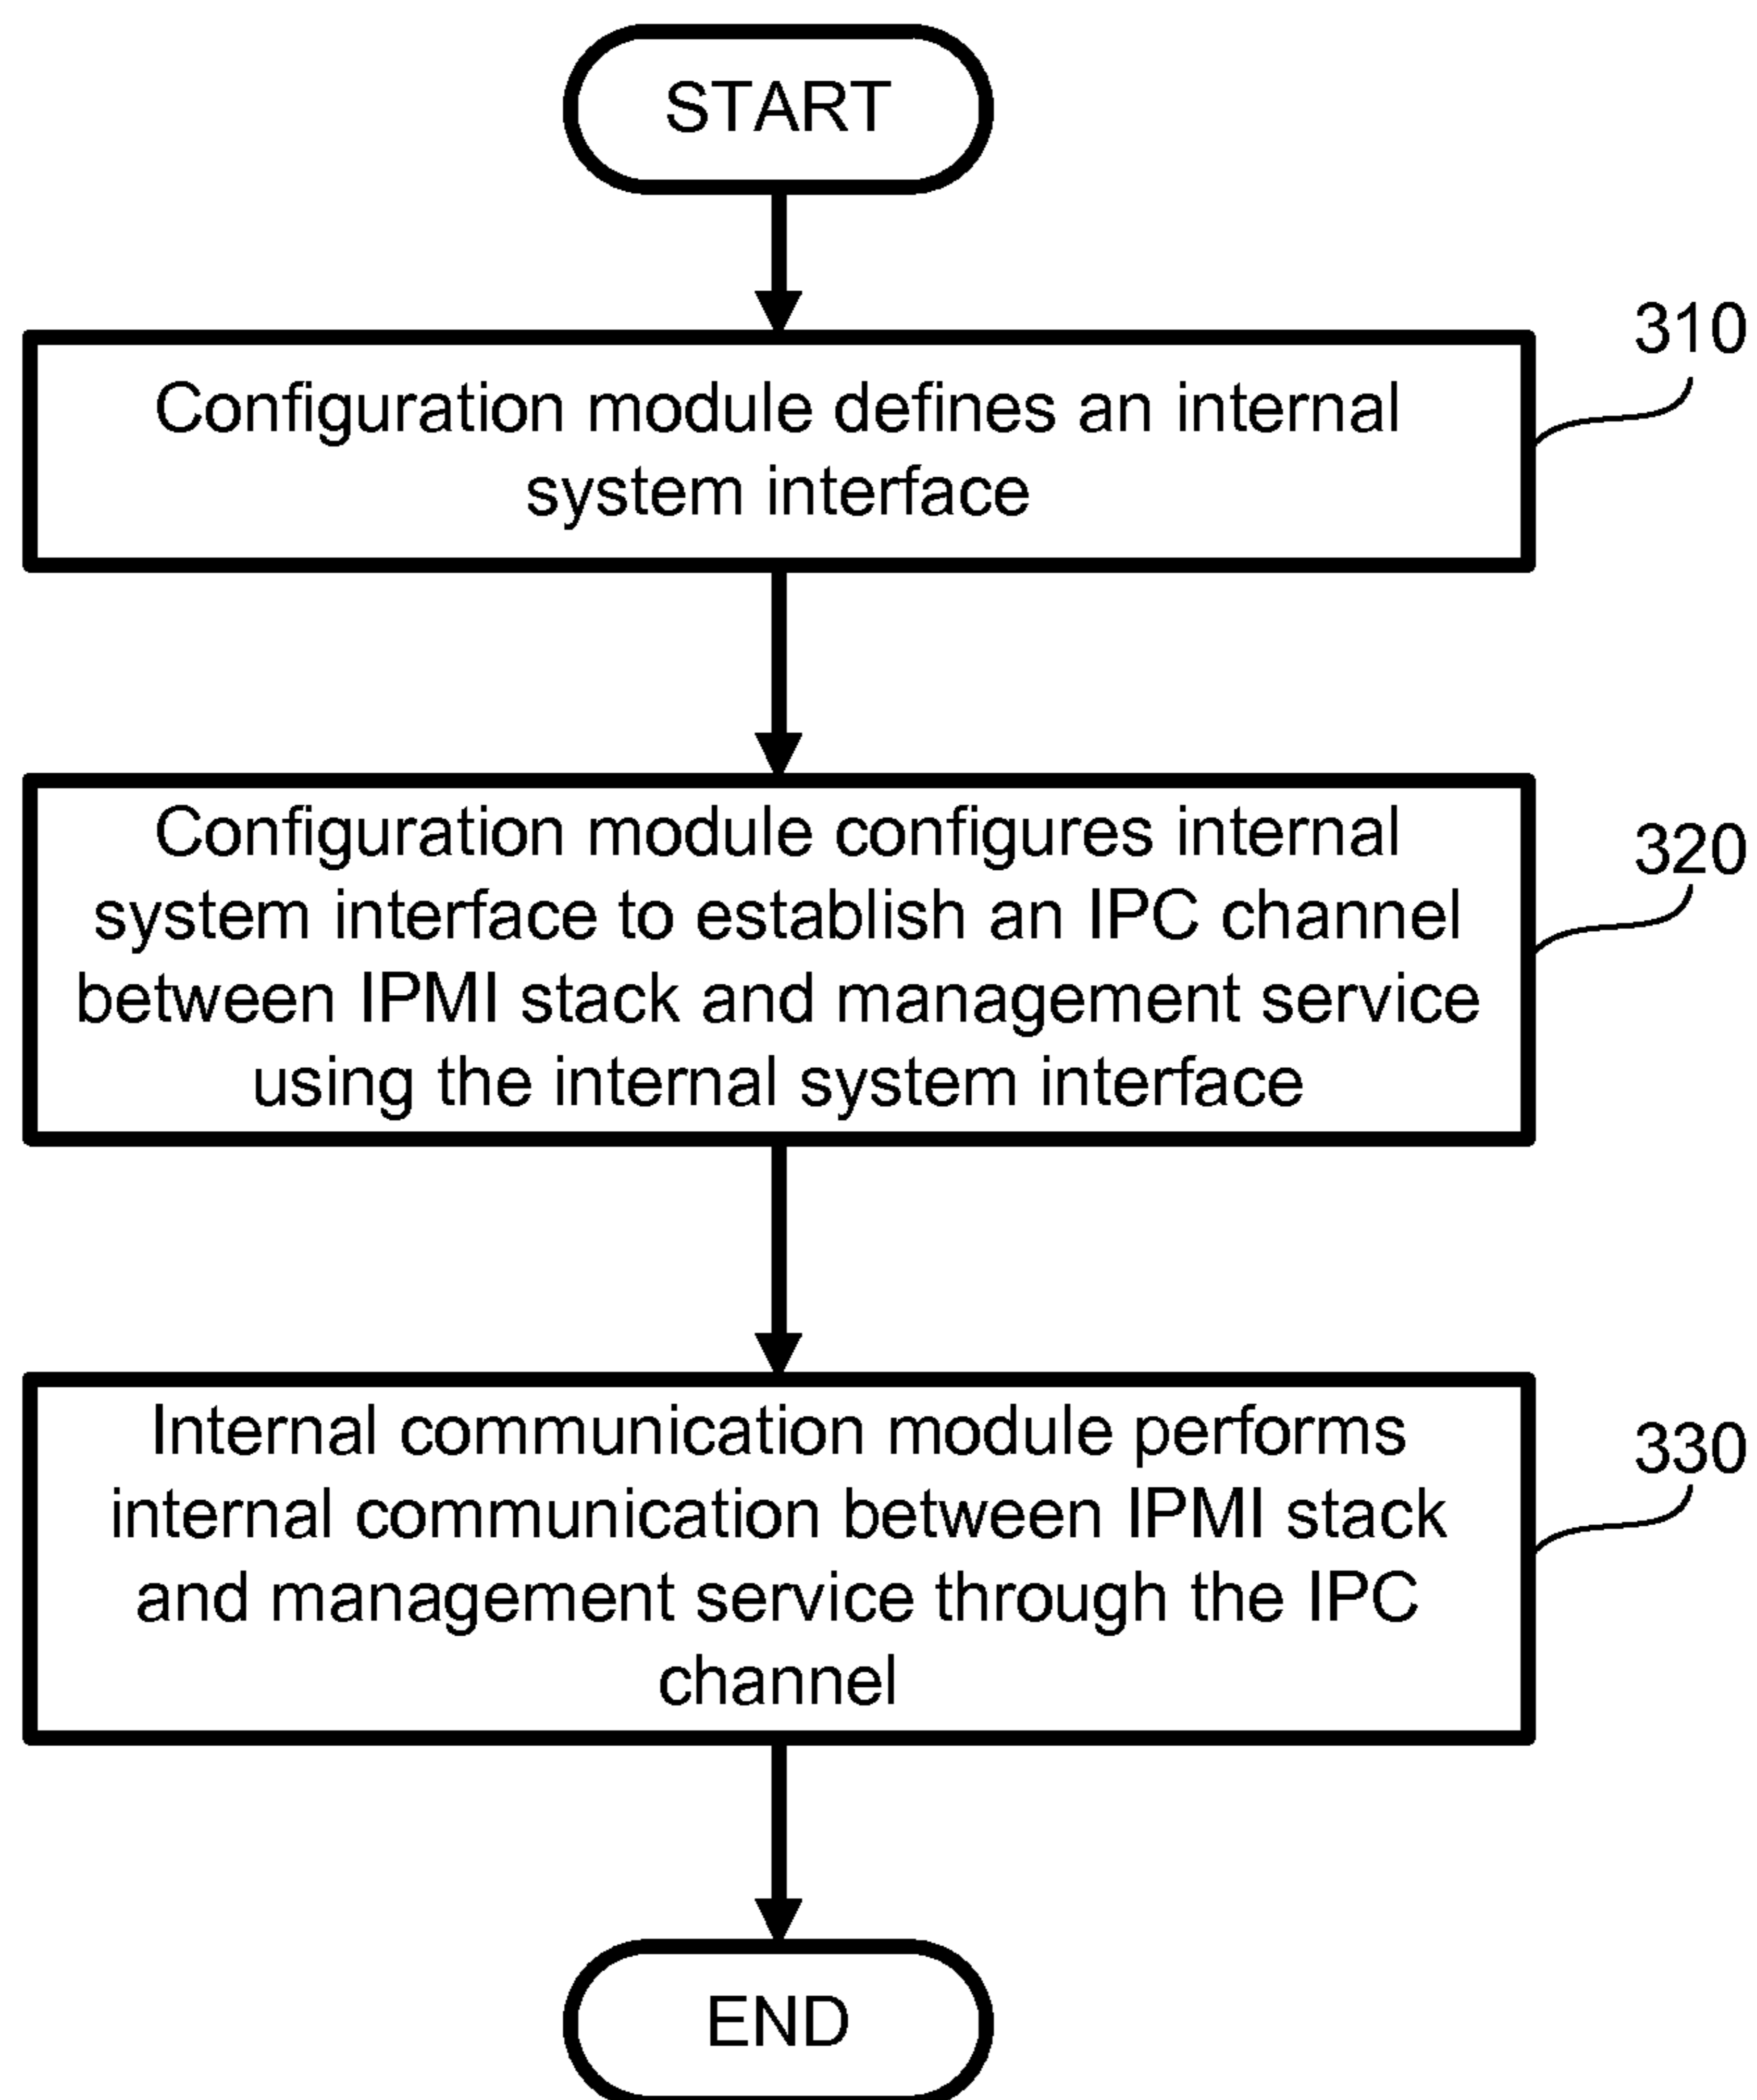 START
310
Configuration module defines an internal
system interface
320
Configuration module configures internal
system interface to establish an IPC channel
between IPMI stack and management service
using the internal system interface
330
Internal communication module performs
internal communication between IPMI stack
and management service through the IPC
channel
END